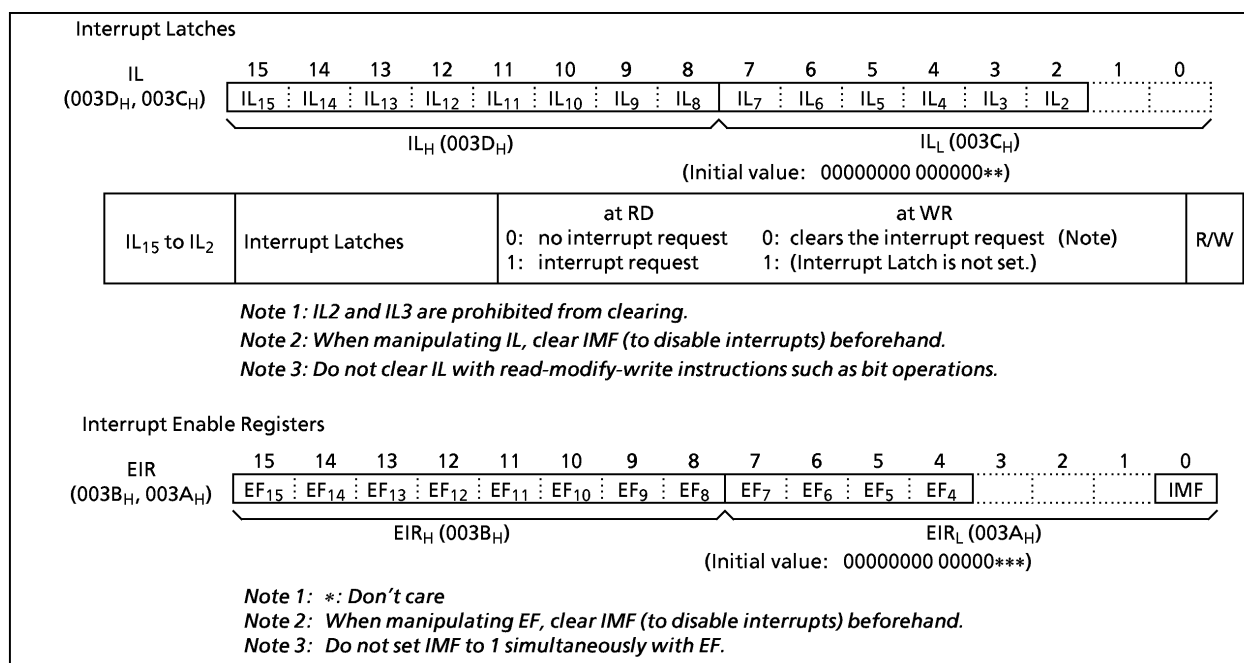 Interrupt Latches
IL
(003DH, 003CH)
15 14 13 12 11 10 9 8 7 6 5 4 3 2 1 0
IL15 IL14 IL13 IL12 IL11 IL10 IL9 IL8 IL7 IL6 IL5 IL4 IL3 IL2
ILH (003DH) ILL (003CH)
(Initial value: 00000000 000000**)
IL15 to IL2 Interrupt Latches
at RD at WR
0: no interrupt request 0: clears the interrupt request (Note)
1: interrupt request 1: (Interrupt Latch is not set.)
R/W
Note 1: IL2 and IL3 are prohibited from clearing.
Note 2: When manipulating IL, clear IMF (to disable interrupts) beforehand.
Note 3: Do not clear IL with read-modify-write instructions such as bit operations.
Interrupt Enable Registers
EIR
(003BH, 003AH)
15 14 13 12 11 10 9 8 7 6 5 4 3 2 1 0
EF15 EF14 EF13 EF12 EF11 EF10 EF9 EF8 EF7 EF6 EF5 EF4 IMF
EIRH (003BH) EIRL (003AH)
(Initial value: 00000000 00000***)
Note 1: *: Don't care
Note 2: When manipulating EF, clear IMF (to disable interrupts) beforehand.
Note 3: Do not set IMF to 1 simultaneously with EF.